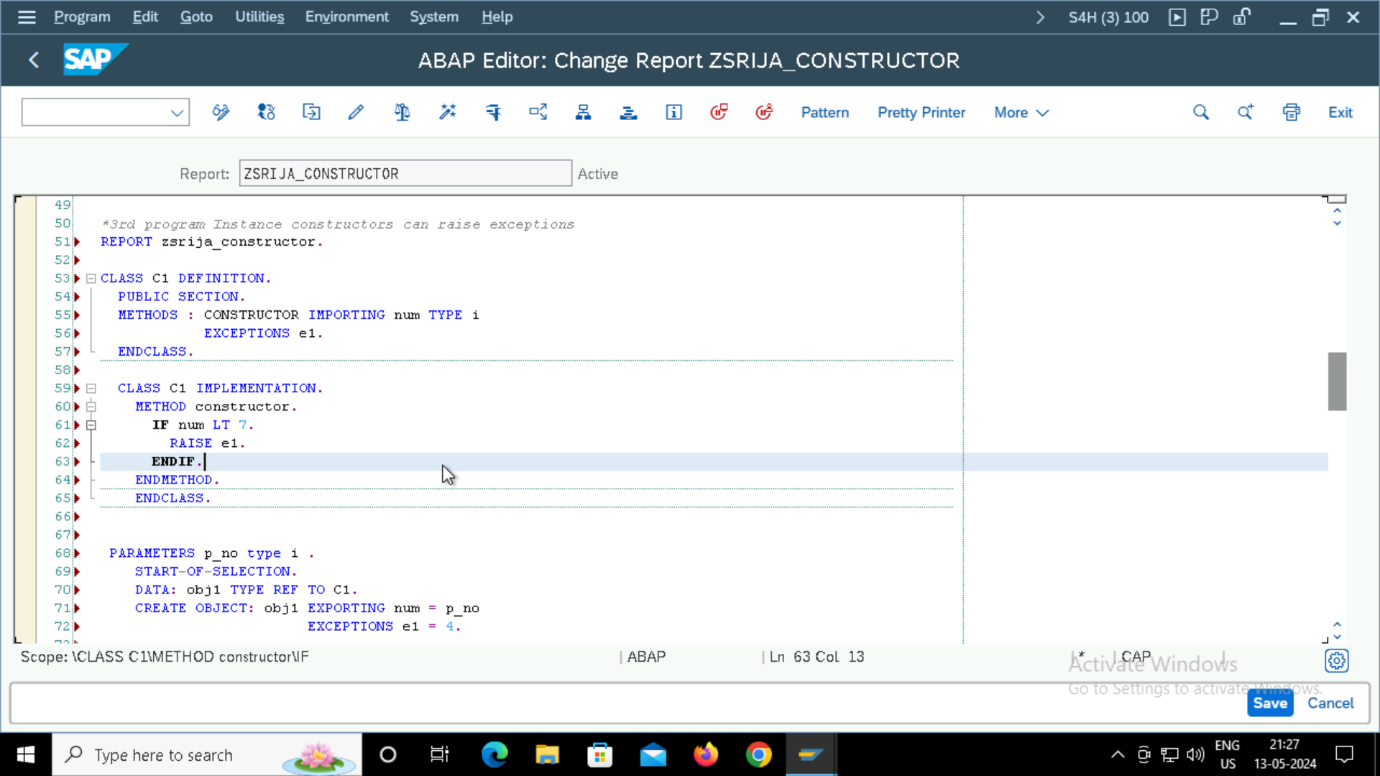 Program Edit Goto Utilities Environment System Help S4H (3) 100
SAP ABAP Editor: Change Report ZSRIJA_CONSTRUCTOR
Pattern Pretty Printer More Exit
Report: ZSRIJA_CONSTRUCTOR Active
49
50 *3rd program Instance constructors can raise exceptions
51 REPORT zsrija_constructor.
52
53 CLASS C1 DEFINITION.
54 PUBLIC SECTION.
55 METHODS : CONSTRUCTOR IMPORTING num TYPE i
56 EXCEPTIONS e1.
57 ENDCLASS.
58
59 CLASS C1 IMPLEMENTATION.
60 METHOD constructor.
61 IF num LT 7.
62 RAISE e1.
63 ENDIF.
64 ENDMETHOD.
65 ENDCLASS.
66
67
68 PARAMETERS p_no type i .
69 START-OF-SELECTION.
70 DATA: obj1 TYPE REF TO C1.
71 CREATE OBJECT: obj1 EXPORTING num = p_no
72 EXCEPTIONS e1 = 4.
Scope: \CLASS C1\METHOD constructor\IF | ABAP | Ln 63 Col 13 | * | CAP |
Activate Windows
Go to Settings to activate Windows.
Save Cancel
Type here to search
ENG
US
21:27
13-05-2024